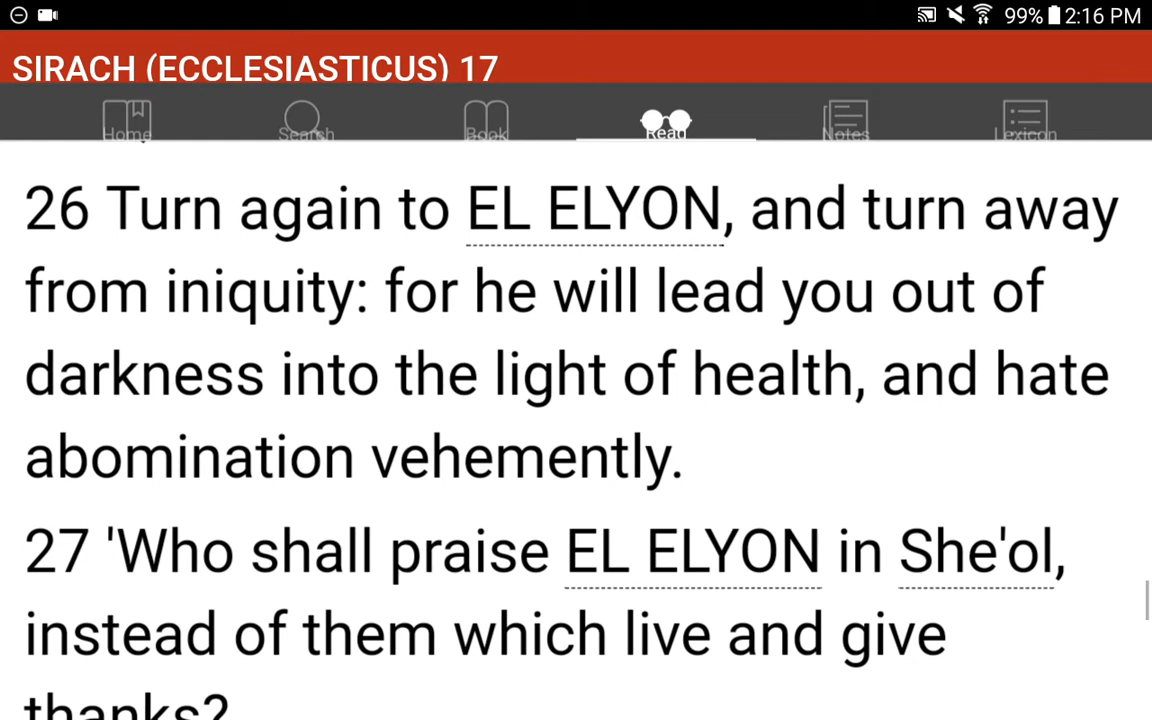 99% 2:16 PM
SIRACH (ECCLESIASTICUS) 17
Home Search Book Read Notes Lexicon
26 Turn again to EL ELYON, and turn away
from iniquity: for he will lead you out of
darkness into the light of health, and hate
abomination vehemently.
27 'Who shall praise EL ELYON in She'ol,
instead of them which live and give
thanks?